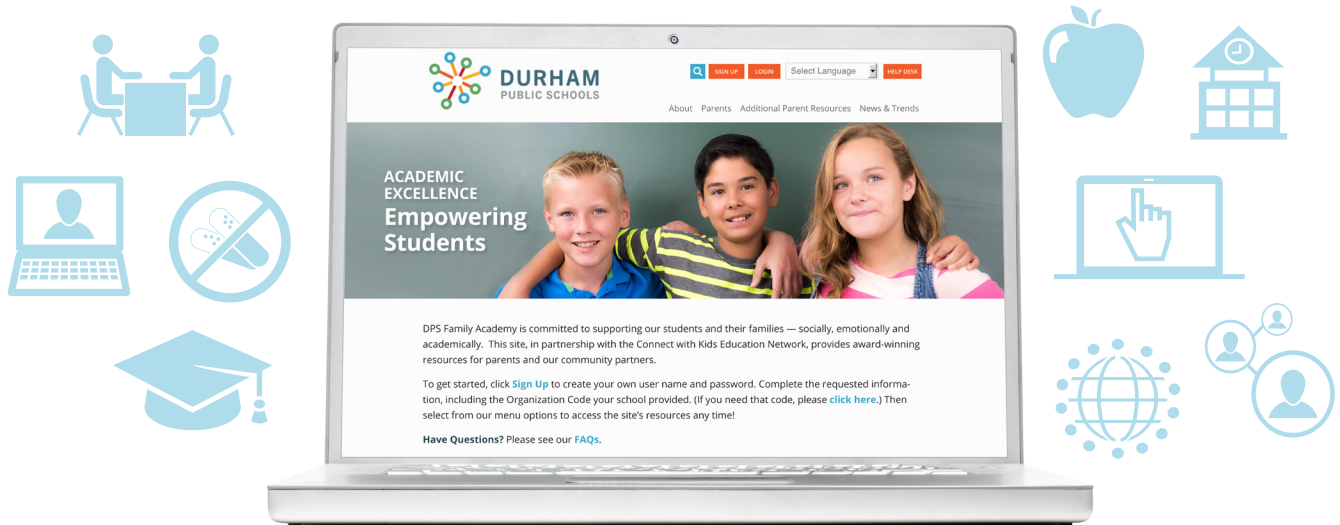 DURHAM
PUBLIC SCHOOLS
SIGN UP
LOGIN
Select Language
HELP DESK
About Parents Additional Parent Resources News & Trends
ACADEMIC
EXCELLENCE
Empowering
Students
DPS Family Academy is committed to supporting our students and their families — socially, emotionally and
academically. This site, in partnership with the Connect with Kids Education Network, provides award-winning
resources for parents and our community partners.
To get started, click Sign Up to create your own user name and password. Complete the requested informa-
tion, including the Organization Code your school provided. (If you need that code, please click here.) Then
select from our menu options to access the site's resources any time!
Have Questions? Please see our FAQs.